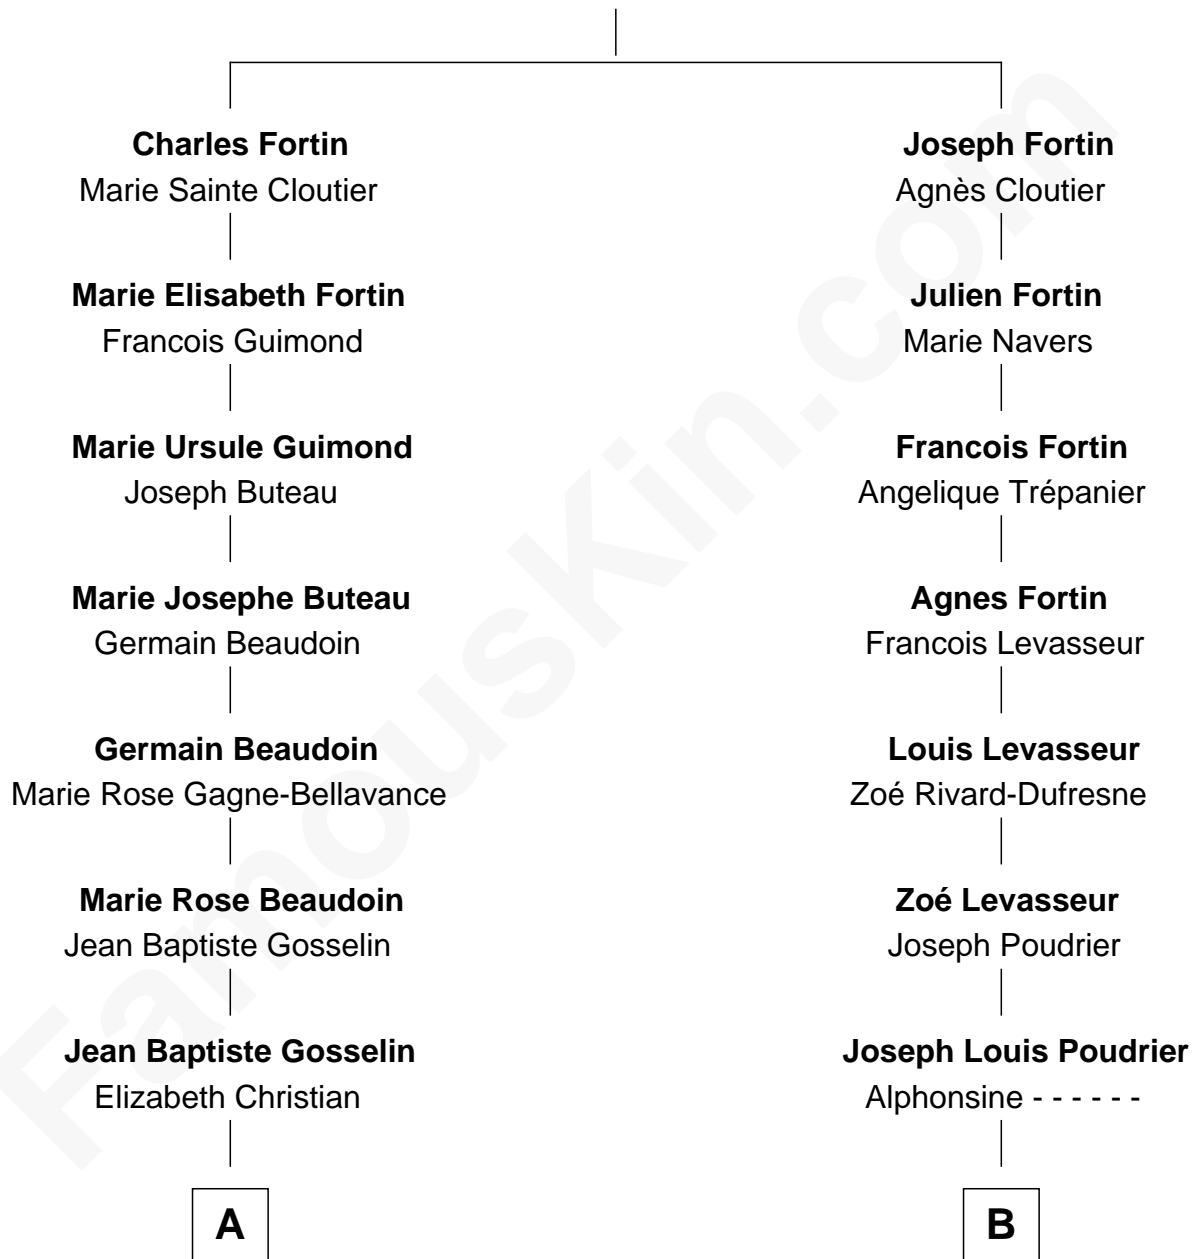 Charles Fortin
Marie Sainte Cloutier
Marie Elisabeth Fortin
Francois Guimond
Marie Ursule Guimond
Joseph Buteau
Marie Josephe Buteau
Germain Beaudoin
Germain Beaudoin
Marie Rose Gagne-Bellavance
Marie Rose Beaudoin
Jean Baptiste Gosselin
Jean Baptiste Gosselin
Elizabeth Christian
A
Joseph Fortin
Agnès Cloutier
Julien Fortin
Marie Navers
Francois Fortin
Angelique Trépanier
Agnes Fortin
Francois Levasseur
Louis Levasseur
Zoé Rivard-Dufresne
Zoé Levasseur
Joseph Poudrier
Joseph Louis Poudrier
Alphonsine - - - - - -
B
FamousKin.com